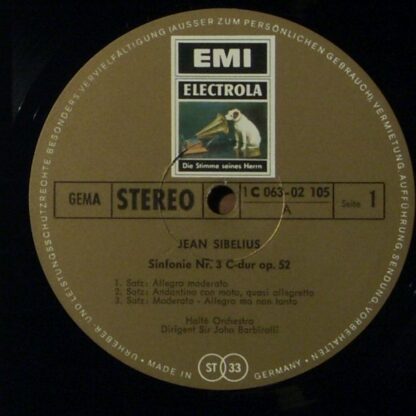 URHEBER- UND LEISTUNGSSCHUTZRECHTE BESONDERS VERVIELFÄLTIGUNG (AUSSER ZUM PERSÖNLICHEN GEBRAUCH), VERMIETUNG, AUFFÜHRUNG, SENDUNG, VORBEHALTEN
EMI
ELECTROLA
Die Stimme seines Herrn
GEMA STEREO 1 C 063-02 105 Seite 1
A
JEAN SIBELIUS
Sinfonie Nr. 3 C-dur op. 52
1. Satz: Allegro moderato
2. Satz: Andantino con moto, quasi allegretto
3. Satz: Moderato - Allegro ma non tanto
Hallé Orchestra
Dirigent Sir John Barbirolli
• MADE IN ST 33 GERMANY •